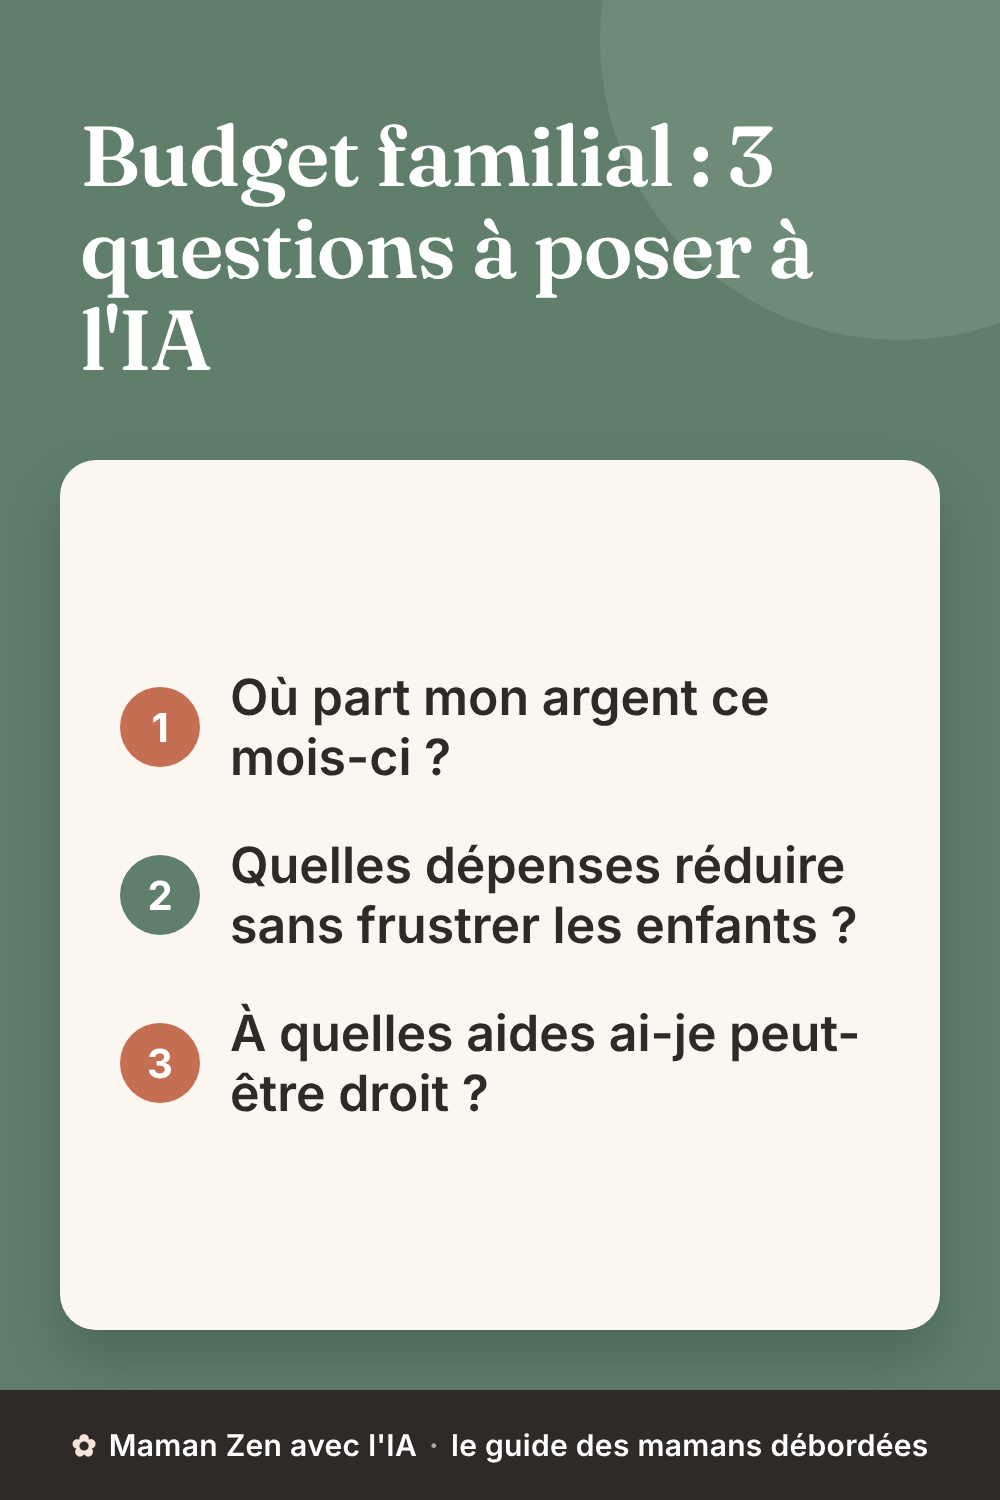 Budget familial : 3
questions à poser à
l'IA
1 Où part mon argent ce
mois-ci ?
2 Quelles dépenses réduire
sans frustrer les enfants ?
3 À quelles aides ai-je peut-
être droit ?
✿ Maman Zen avec l'IA · le guide des mamans débordées